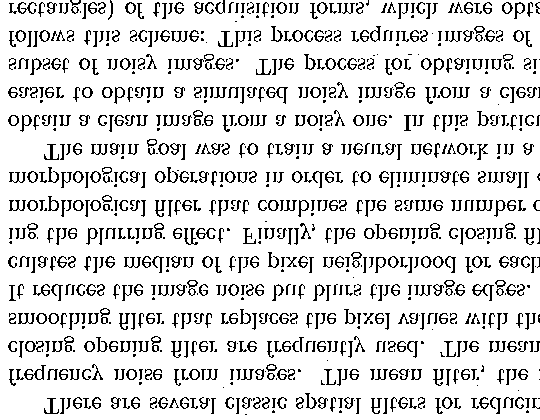 There are several classic spatial filters for reducin
frequency noise from images. The mean filter, the
closing opening filter are frequently used. The mean
smoothing filter that replaces the pixel values with the
It reduces the image noise but blurs the image edges.
culates the median of the pixel neighborhood for each
ing the blurring effect. Finally, the opening closing fil
morphological filter that combines the same number o
morphological operations in order to eliminate small
The main goal was to train a neural network in a
obtain a clean image from a noisy one. In this particu
easier to obtain a simulated noisy image from a clean
subset of noisy images. The process for obtaining si
follows this scheme: This process requires images of
rectangles) of the acquisition forms, which were obta